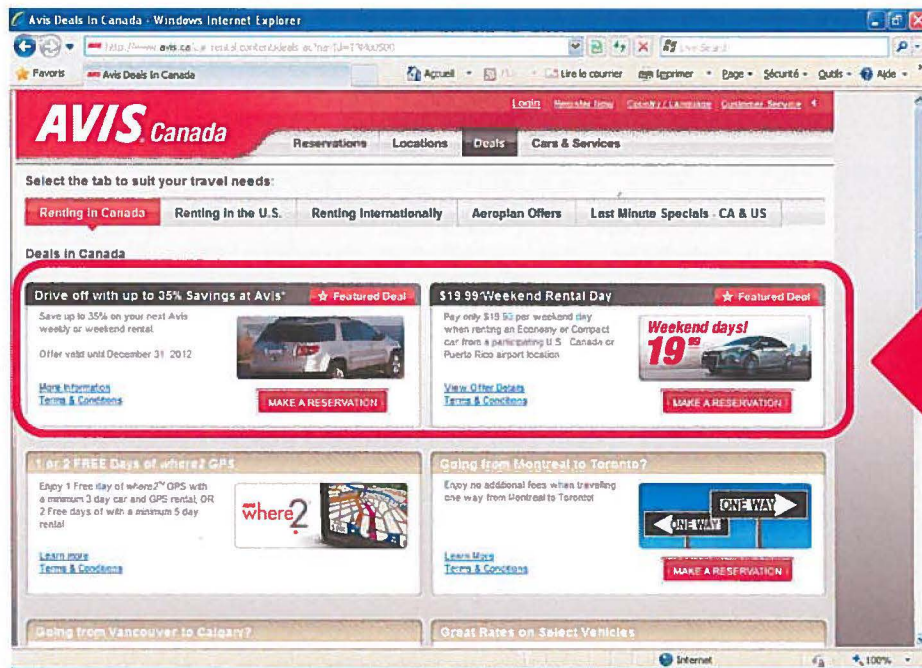 Avis Deals In Canada - Windows Internet Explorer
avis.ca
Live Search
Favoris
Avis Deals In Canada
Accueil
Lire le courrier
Imprimer
Page
Sécurité
Outils
Aide
Login Register Now Country / Language Customer Service
AVIS Canada
Reservations Locations Deals Cars & Services
Select the tab to suit your travel needs:
Renting In Canada Renting in the U.S. Renting Internationally Aeroplan Offers Last Minute Specials - CA & US
Deals in Canada
Drive off with up to 35% Savings at Avis*
Featured Deal
Save up to 35% on your next Avis
weekly or weekend rental
Offer valid until December 31, 2012
More Information
Terms & Conditions
MAKE A RESERVATION
$19.99*Weekend Rental Day
Featured Deal
Pay only $19.99 per weekend day
when renting an Economy or Compact
car from a participating U.S. Canada or
Puerto Rico airport location
Weekend days!
19.99
View Offer Details
Terms & Conditions
MAKE A RESERVATION
1 or 2 FREE Days of where2 GPS
Enjoy 1 Free day of where2™ GPS with
a minimum 3 day car and GPS rental, OR
2 Free days of with a minimum 5 day
rental
where2
Learn more
Terms & Conditions
Going from Montreal to Toronto?
Enjoy no additional fees when travelling
one way from Montreal to Toronto!
ONE WAY
ONE WAY
Learn More
Terms & Conditions
MAKE A RESERVATION
Going from Vancouver to Calgary?
Great Rates on Select Vehicles
Internet
100%